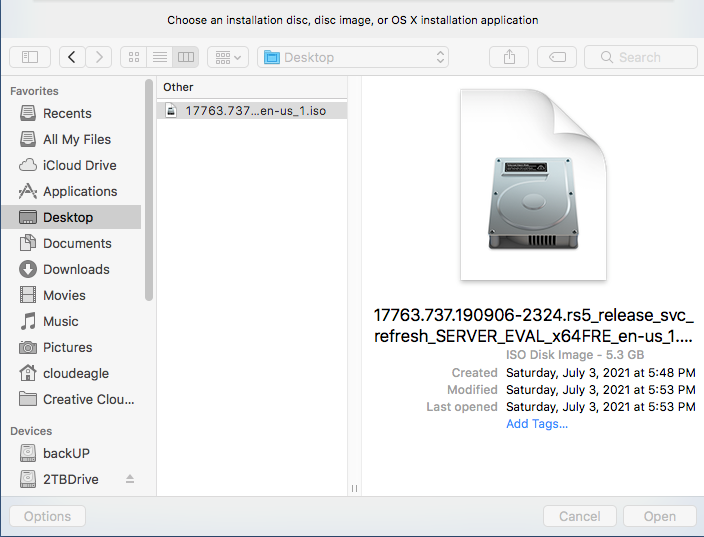 Choose an installation disc, disc image, or OS X installation application
Desktop
Search
Favorites
Recents
All My Files
iCloud Drive
Applications
Desktop
Documents
Downloads
Movies
Music
Pictures
cloudeagle
Creative Clou...
Devices
backUP
2TBDrive
Other
17763.737...en-us_1.iso
17763.737.190906-2324.rs5_release_svc_
refresh_SERVER_EVAL_x64FRE_en-us_1....
ISO Disk Image - 5.3 GB
Created Saturday, July 3, 2021 at 5:48 PM
Modified Saturday, July 3, 2021 at 5:53 PM
Last opened Saturday, July 3, 2021 at 5:53 PM
Add Tags...
Options
Cancel
Open